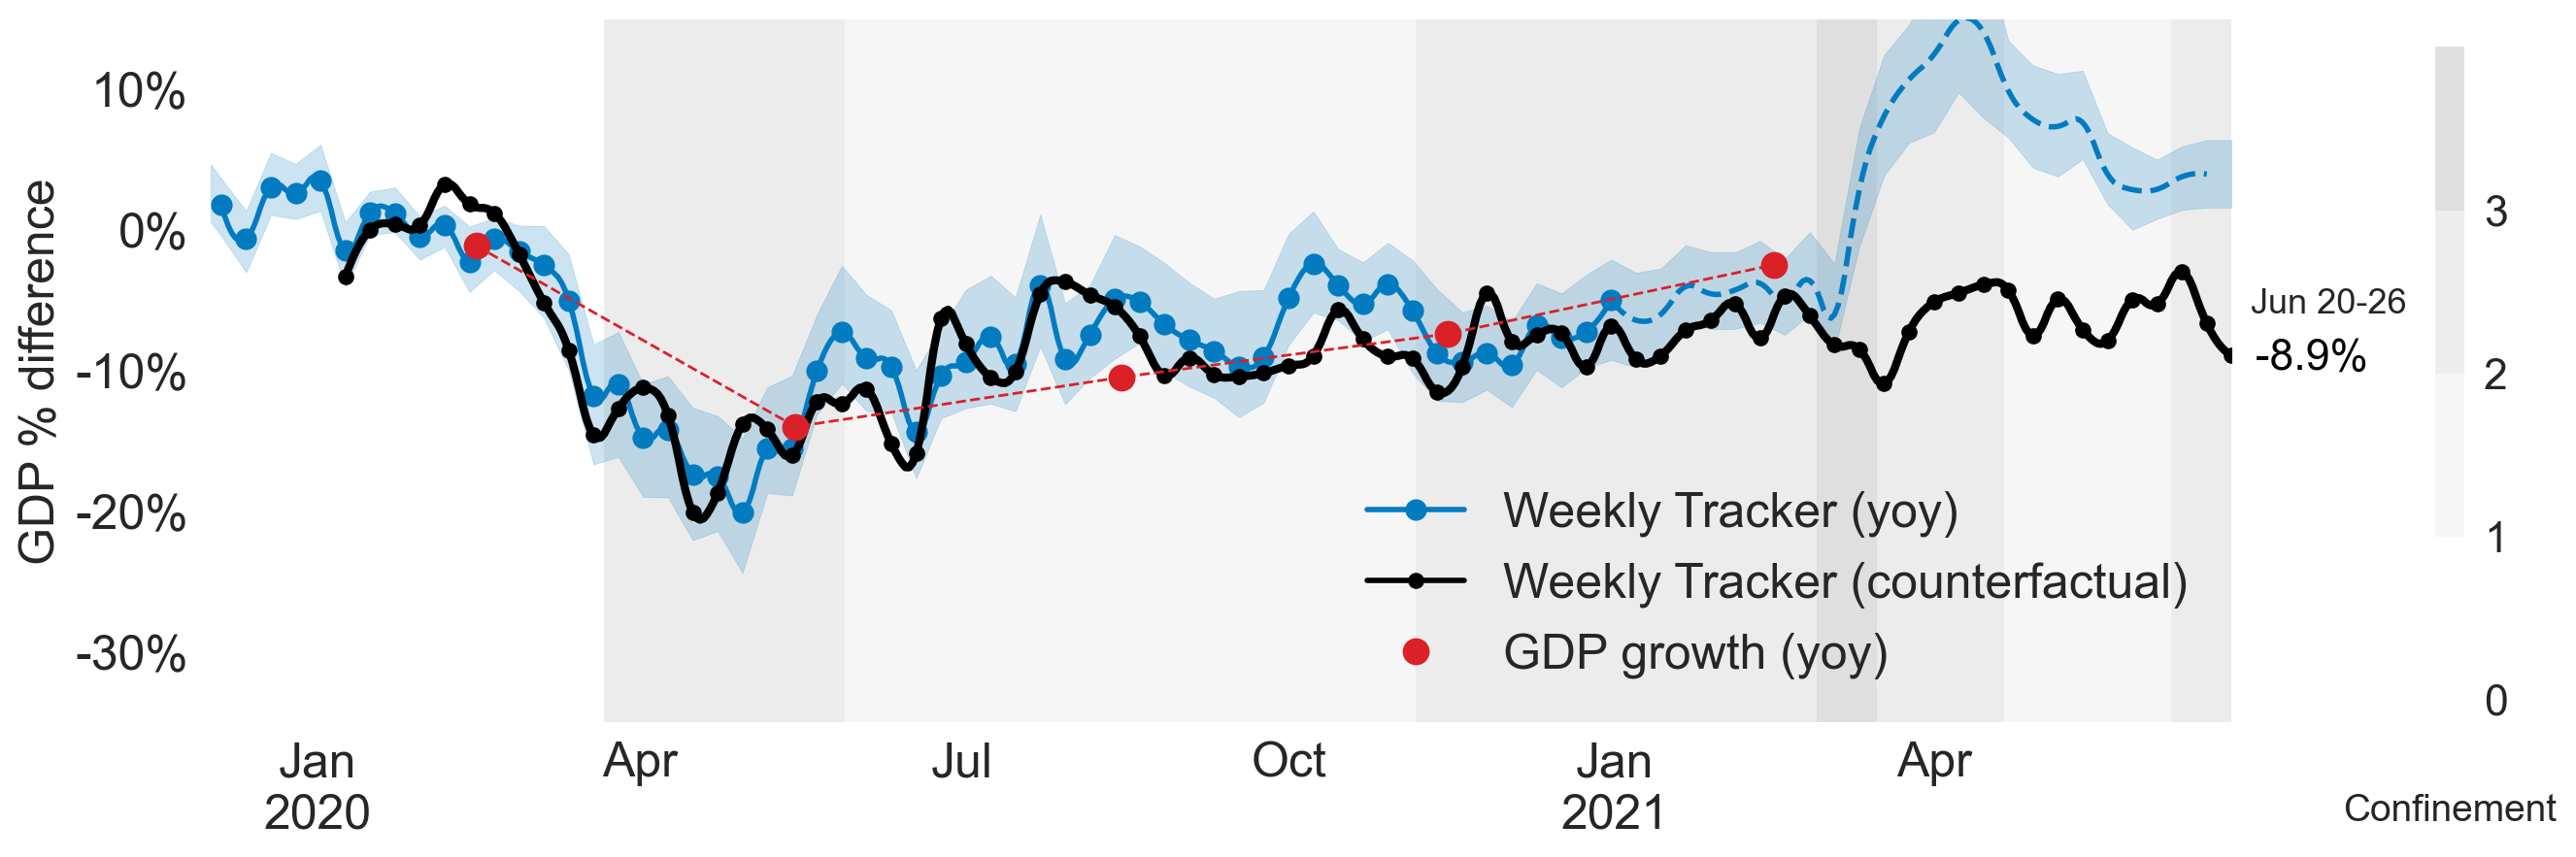 GDP % difference
10%
0%
-10%
-20%
-30%
Weekly Tracker (yoy)
Weekly Tracker (counterfactual)
GDP growth (yoy)
Jan
2020
Apr
Jul
Oct
Jan
2021
Apr
Jun 20-26
-8.9%
3
2
1
0
Confinement